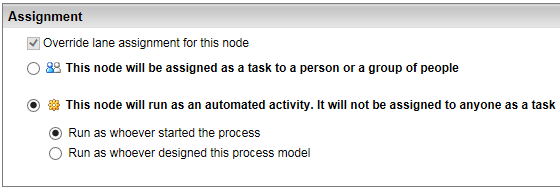 Assignment
Override lane assignment for this node
This node will be assigned as a task to a person or a group of people
This node will run as an automated activity. It will not be assigned to anyone as a task
Run as whoever started the process
Run as whoever designed this process model